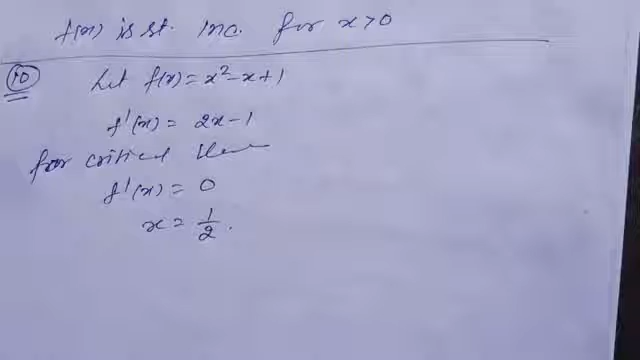 f(x) is st. inc. for x>0
10 Let f(x)=x²-x+1
f'(x)= 2x-1
for critical
f'(x)= 0
x= 1/2.